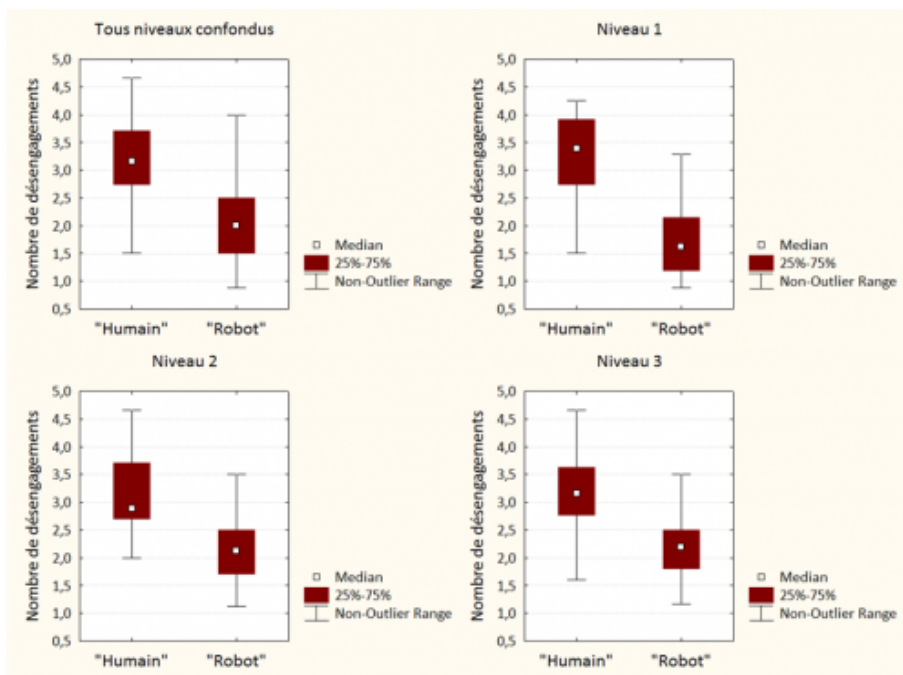 Tous niveaux confondus
Nombre de désengagements
5,0
4,5
4,0
3,5
3,0
2,5
2,0
1,5
1,0
0,5
"Humain" "Robot"
Median
25%-75%
Non-Outlier Range
Niveau 1
Nombre de désengagements
5,0
4,5
4,0
3,5
3,0
2,5
2,0
1,5
1,0
0,5
"Humain" "Robot"
Median
25%-75%
Non-Outlier Range
Niveau 2
Nombre de désengagements
5,0
4,5
4,0
3,5
3,0
2,5
2,0
1,5
1,0
0,5
"Humain" "Robot"
Median
25%-75%
Non-Outlier Range
Niveau 3
Nombre de désengagements
5,0
4,5
4,0
3,5
3,0
2,5
2,0
1,5
1,0
0,5
"Humain" "Robot"
Median
25%-75%
Non-Outlier Range